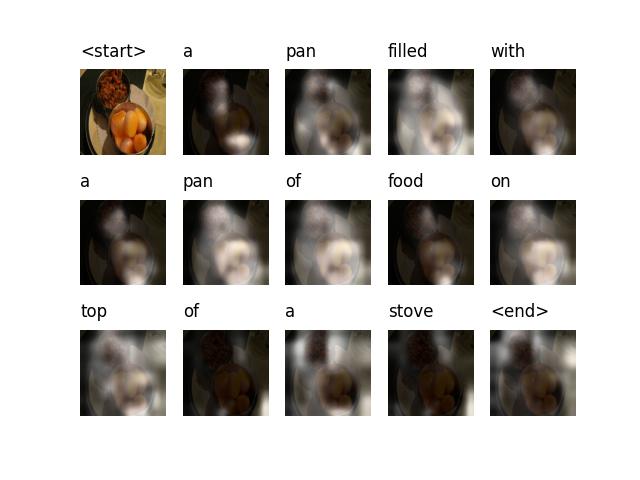 <start> a pan filled with
a pan of food on
top of a stove <end>